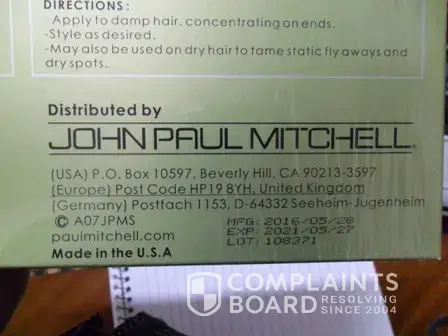 DIRECTIONS :
- Apply to damp hair, concentrating on ends.
-Style as desired.
-May also be used on dry hair to tame static fly aways and
dry spots.
Distributed by
JOHN PAUL MITCHELL
(USA) P.O. Box 10597, Beverly Hill, CA 90213-3597
(Europe) Post Code HP19 8YH, United Kingdom
(Germany) Postfach 1153, D-64332 Seeheim-Jugenheim
© A07JPMS
paulmitchell.com
Made in the U.S.A
MFG: 2016/05/28
EXP: 2021/05/27
LOT: 108371
COMPLAINTS
BOARD RESOLVING
SINCE 2004